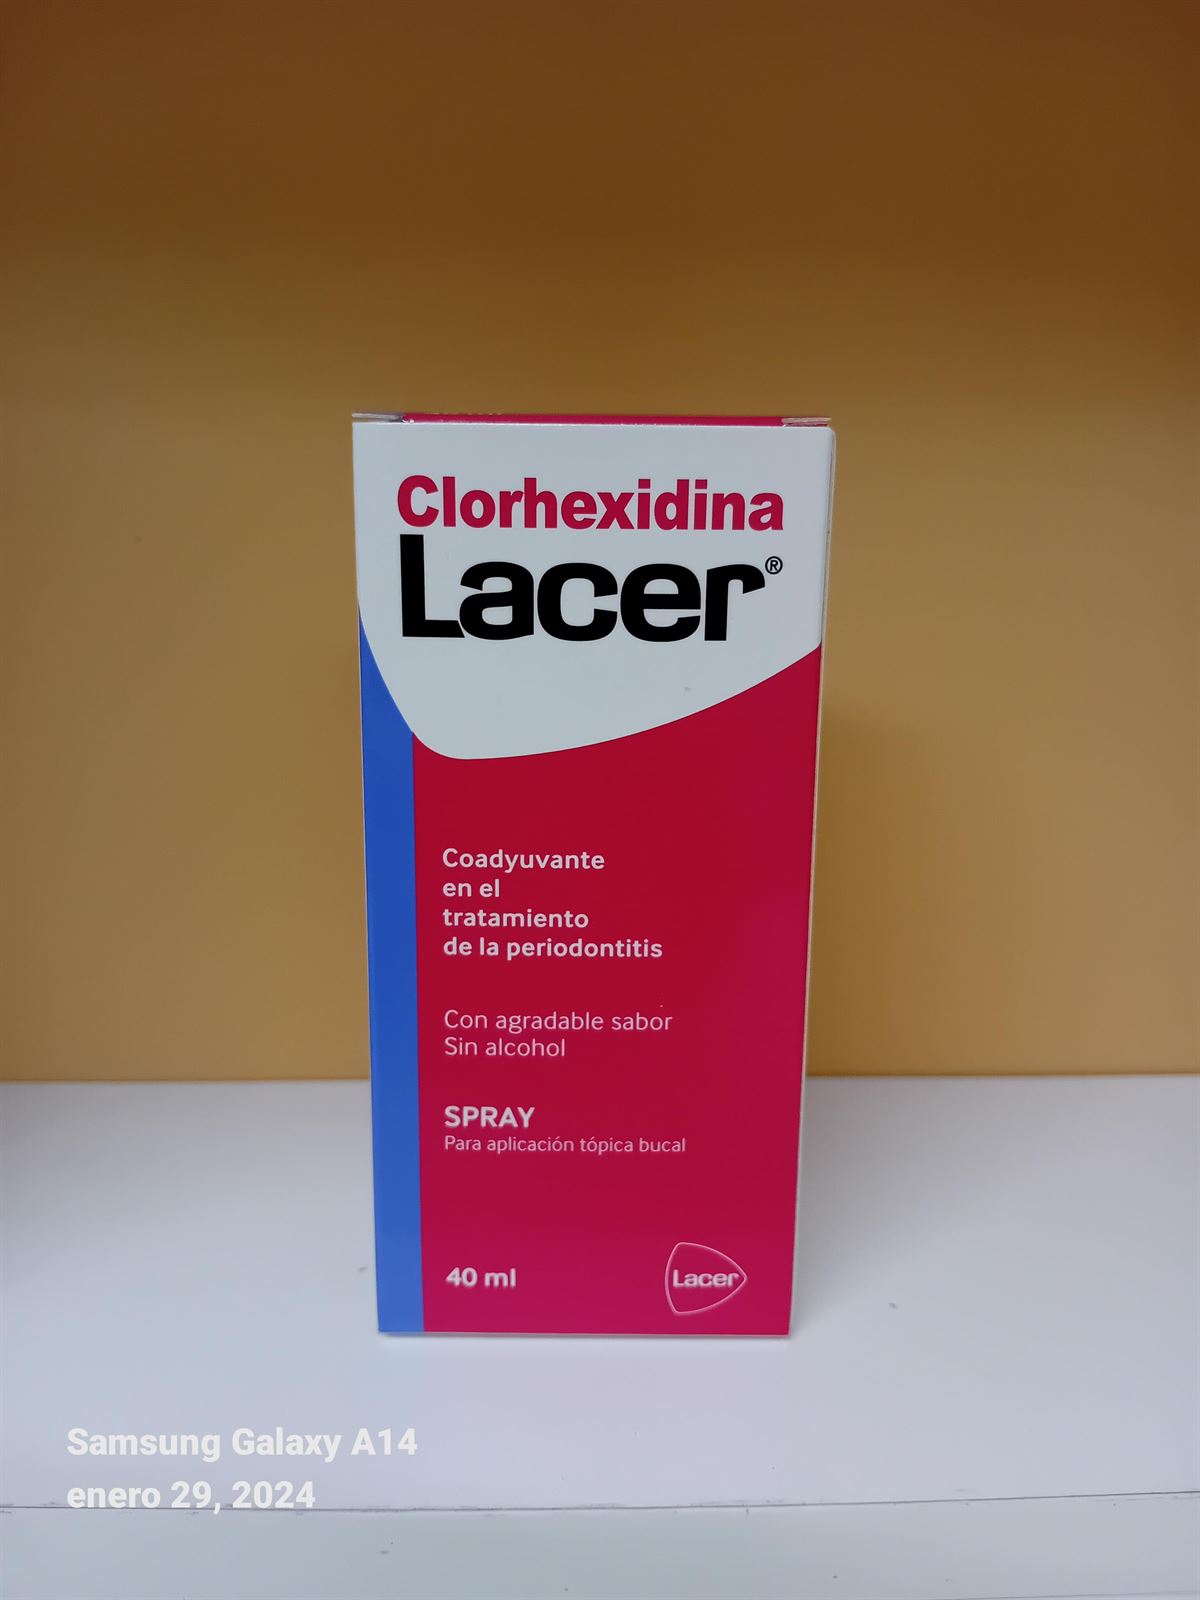 Clorhexidina
Lacer®
Coadyuvante
en el
tratamiento
de la periodontitis
Con agradable sabor
Sin alcohol
SPRAY
Para aplicación tópica bucal
40 ml
Lacer
Samsung Galaxy A14
enero 29, 2024